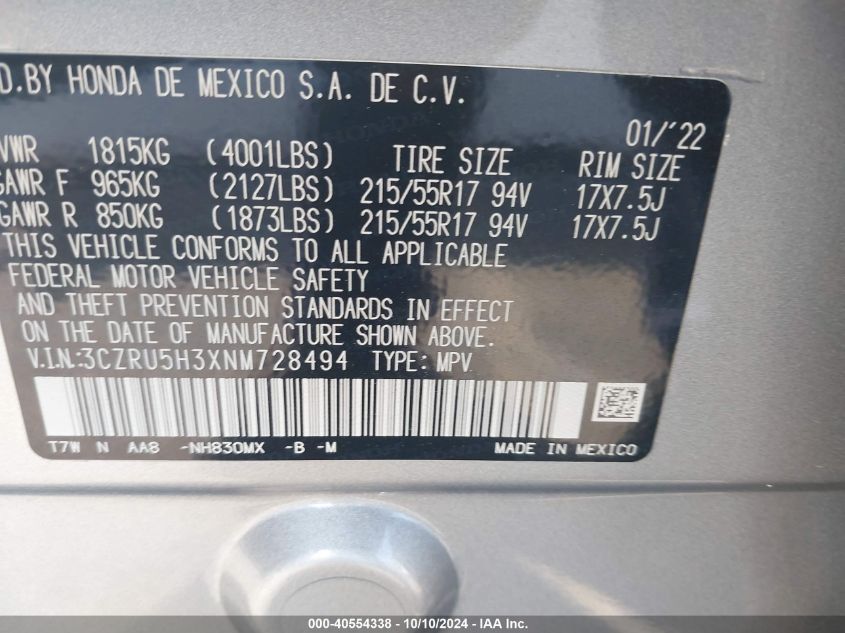 D.BY HONDA DE MEXICO S.A. DE C.V.
01/'22
VWR 1815KG (4001LBS) TIRE SIZE RIM SIZE
GAWR F 965KG (2127LBS) 215/55R17 94V 17X7.5J
GAWR R 850KG (1873LBS) 215/55R17 94V 17X7.5J
THIS VEHICLE CONFORMS TO ALL APPLICABLE
FEDERAL MOTOR VEHICLE SAFETY
AND THEFT PREVENTION STANDARDS IN EFFECT
ON THE DATE OF MANUFACTURE SHOWN ABOVE.
V.I.N:3CZRU5H3XNM728494 TYPE: MPV
T7W N AA8 -NH830MX -B -M MADE IN MEXICO
000-40554338 - 10/10/2024 - IAA Inc.